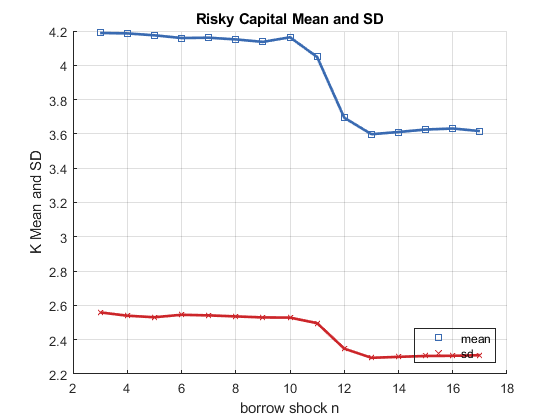 Risky Capital Mean and SD
4.2
4
3.8
3.6
3.4
3.2
3
2.8
2.6
2.4
2.2
K Mean and SD
mean
sd
2 4 6 8 10 12 14 16 18
borrow shock n